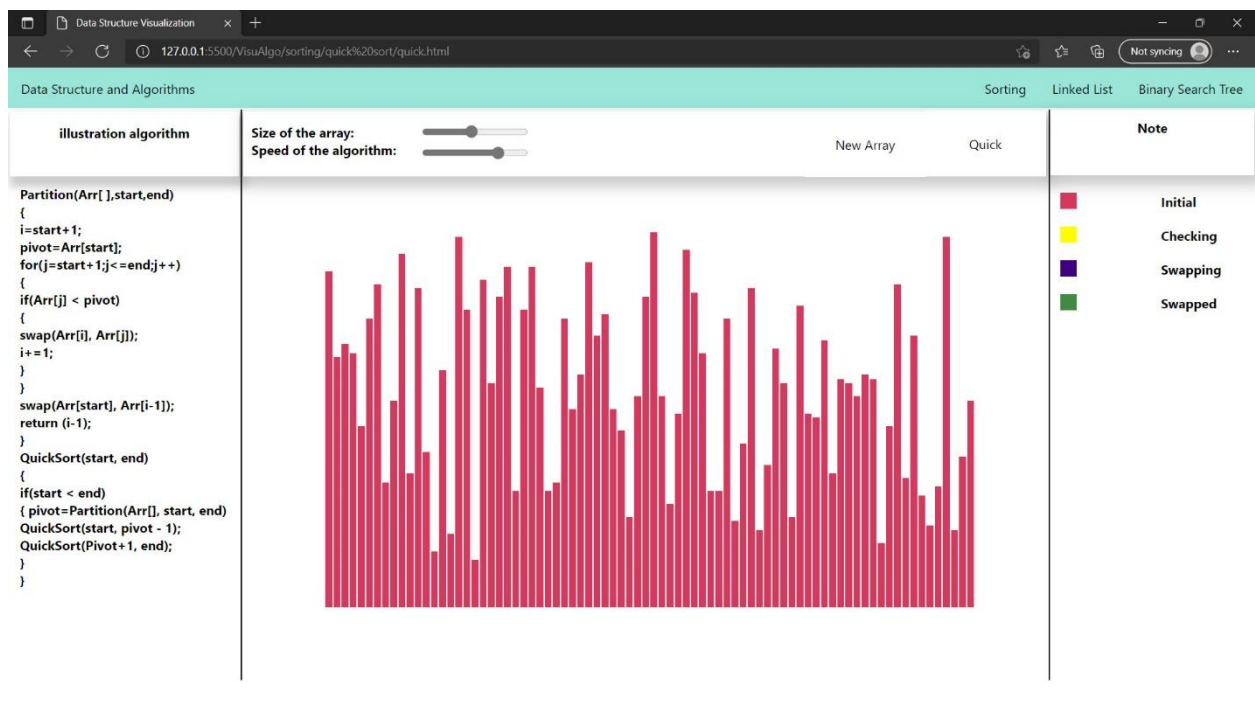 Data Structure Visualization
127.0.0.1:5500/VisuAlgo/sorting/quick%20sort/quick.html
Not syncing
Data Structure and Algorithms
Sorting
Linked List
Binary Search Tree
illustration algorithm
Size of the array:
Speed of the algorithm:
New Array
Quick
Note
Partition(Arr[ ],start,end)
{
i=start+1;
pivot=Arr[start];
for(j=start+1;j<=end;j++)
{
if(Arr[j] < pivot)
{
swap(Arr[i], Arr[j]);
i+=1;
}
}
swap(Arr[start], Arr[i-1]);
return (i-1);
}
QuickSort(start, end)
{
if(start < end)
{ pivot=Partition(Arr[], start, end)
QuickSort(start, pivot - 1);
QuickSort(Pivot+1, end);
}
}
Initial
Checking
Swapping
Swapped